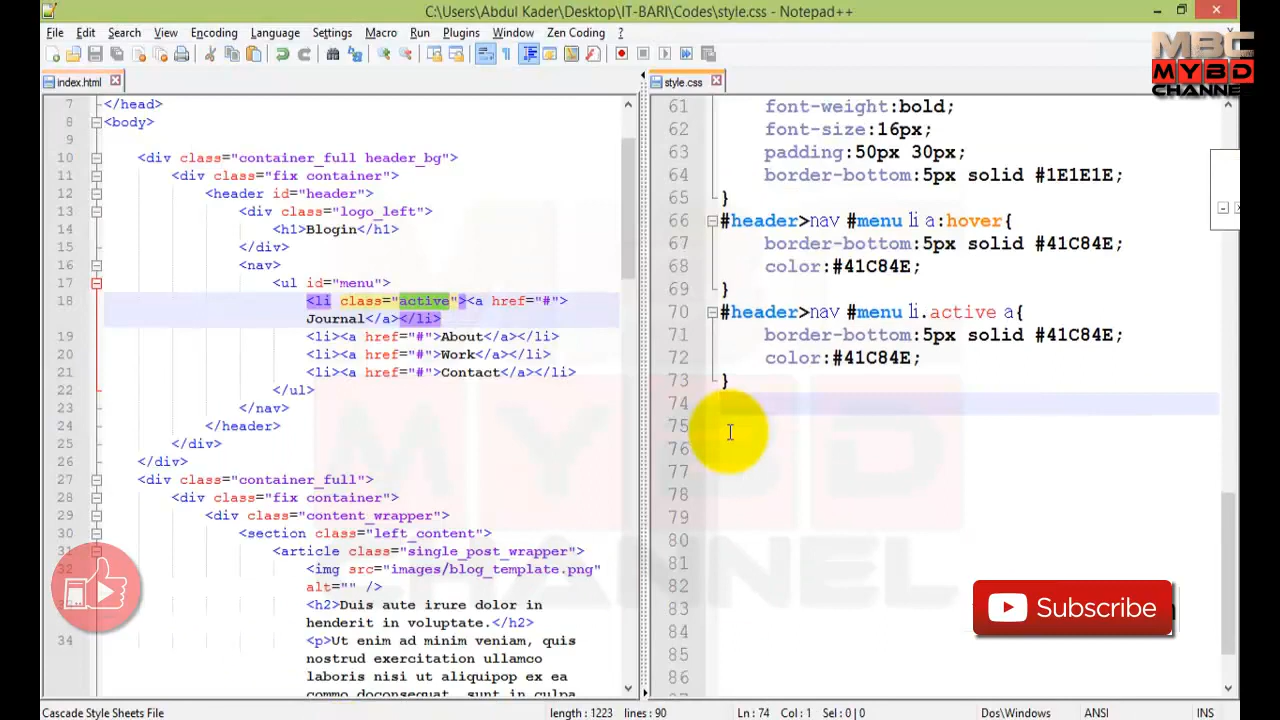 C:\Users\Abdul Kader\Desktop\IT-BARI\Codes\style.css - Notepad++
File Edit Search View Encoding Language Settings Macro Run Plugins Window Zen Coding ?
MBC
MYBD
CHANNEL
index.html
7 </head>
8 <body>
9
10 <div class="container_full header_bg">
11 <div class="fix container">
12 <header id="header">
13 <div class="logo_left">
14 <h1>Blogin</h1>
15 </div>
16 <nav>
17 <ul id="menu">
18 <li class="active"><a href="#">
Journal</a></li>
19 <li><a href="#">About</a></li>
20 <li><a href="#">Work</a></li>
21 <li><a href="#">Contact</a></li>
22 </ul>
23 </nav>
24 </header>
25 </div>
26 </div>
27 <div class="container_full">
28 <div class="fix container">
29 <div class="content_wrapper">
30 <section class="left_content">
31 <article class="single_post_wrapper">
32 <img src="images/blog_template.png"
alt="" />
<h2>Duis aute irure dolor in
henderit in voluptate.</h2>
34 <p>Ut enim ad minim veniam, quis
nostrud exercitation ullamco
laboris nisi ut aliquipox ex ea
commo doconsequat, sunt in culpa
style.css
61 font-weight:bold;
62 font-size:16px;
63 padding:50px 30px;
64 border-bottom:5px solid #1E1E1E;
65 }
66 #header>nav #menu li a:hover{
67 border-bottom:5px solid #41C84E;
68 color:#41C84E;
69 }
70 #header>nav #menu li.active a{
71 border-bottom:5px solid #41C84E;
72 color:#41C84E;
73 }
74
75
76
77
78
79
80
81
82
83
84
85
86
MYBD
CHANNEL
Subscribe
Cascade Style Sheets File length : 1223 lines : 90 Ln : 74 Col : 1 Sel : 0 | 0 Dos\Windows ANSI INS